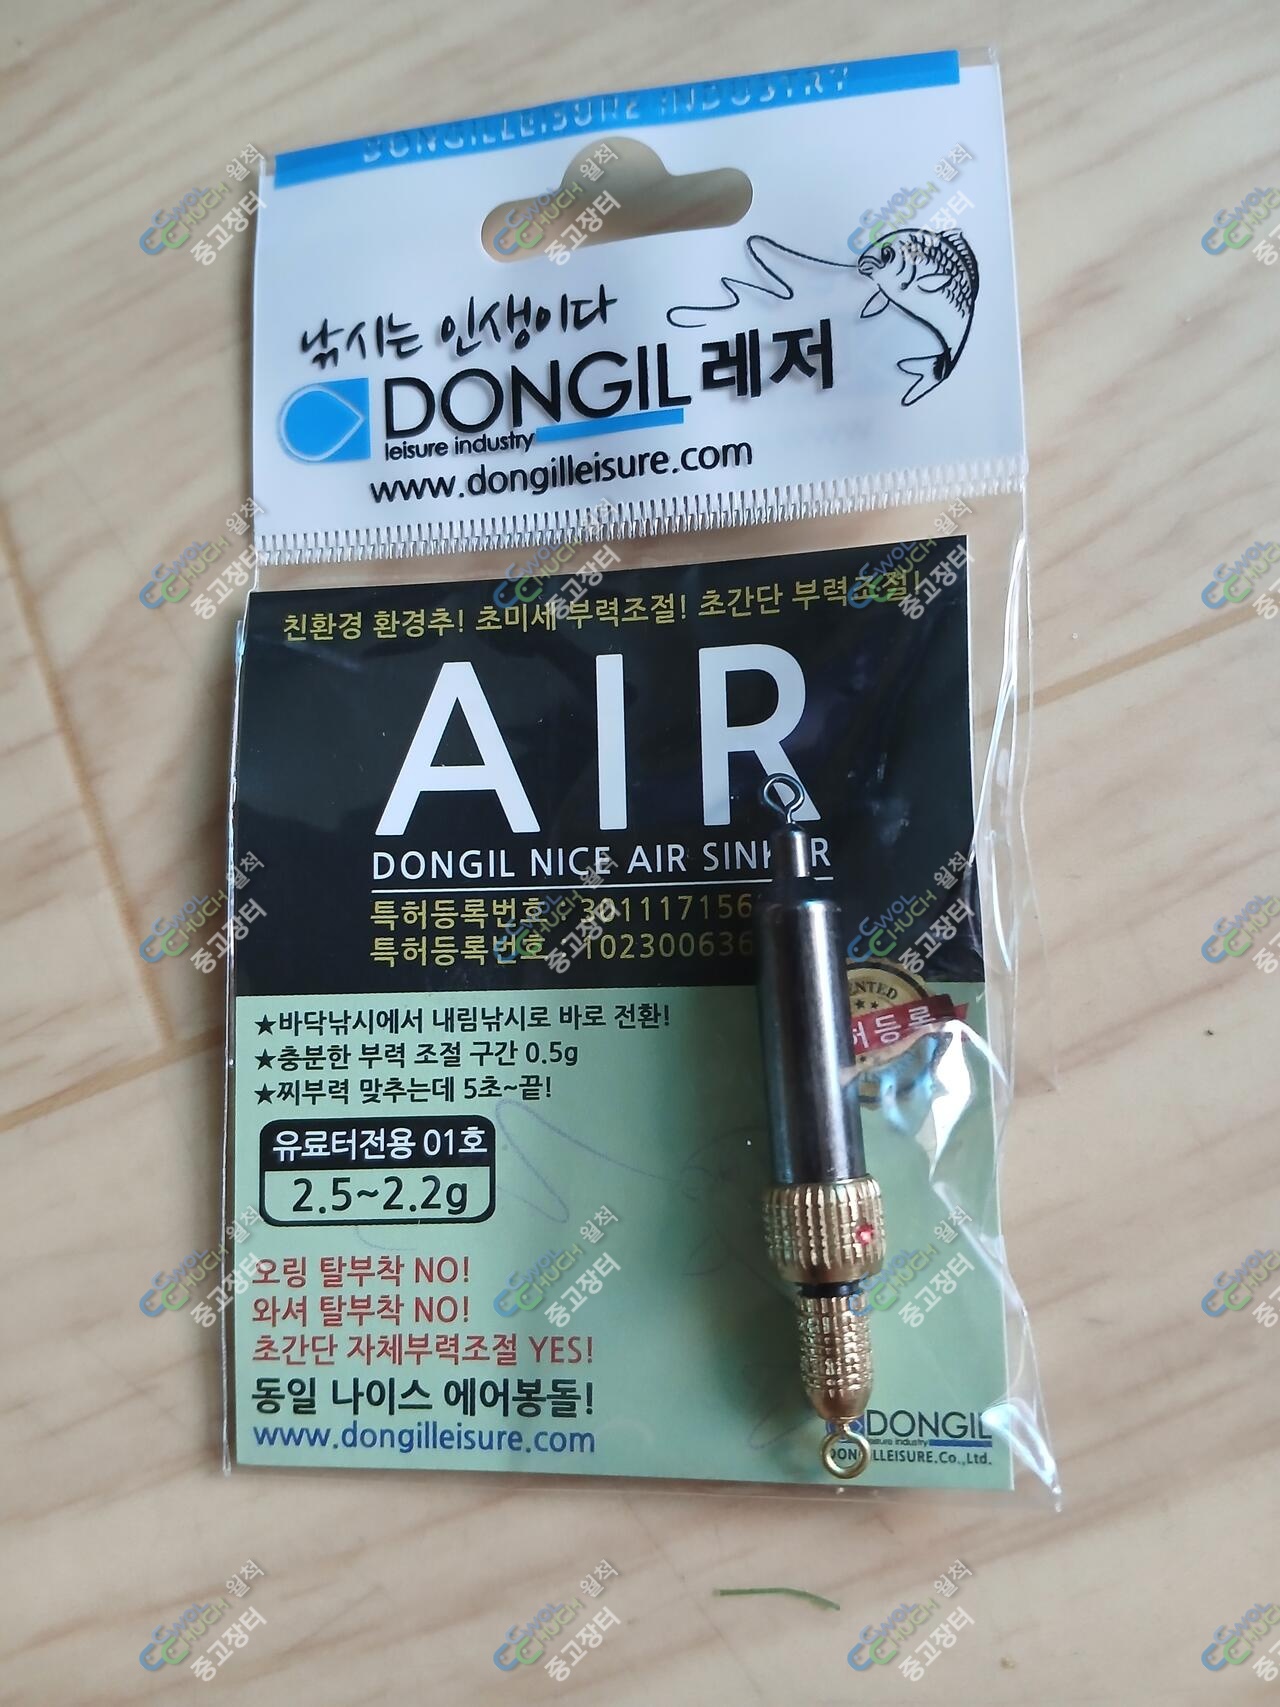 DONGILLEISURE INDUSTRY
낚시는 인생이다
DONGIL 레저
leisure industry
www.dongilleisure.com
친환경 환경추! 초미세 부력조절! 초간단 부력조절!
AIR
DONGIL NICE AIR
특허등록번호 :
특허등록번호 :
★바닥낚시에서 내림낚시로 바로 전환!
★충분한 부력 조절 구간 0.5g
★찌부력 맞추는데 5초~끝!
유료터전용 01호
2.5~2.2g
오링 탈부착 NO!
와셔 탈부착 NO!
초간단 자체부력조절 YES!
동일 나이스 에어봉돌!
www.dongilleisure.com
DONGIL
leisure industry
CWOL CHUCH 월척
중고장터